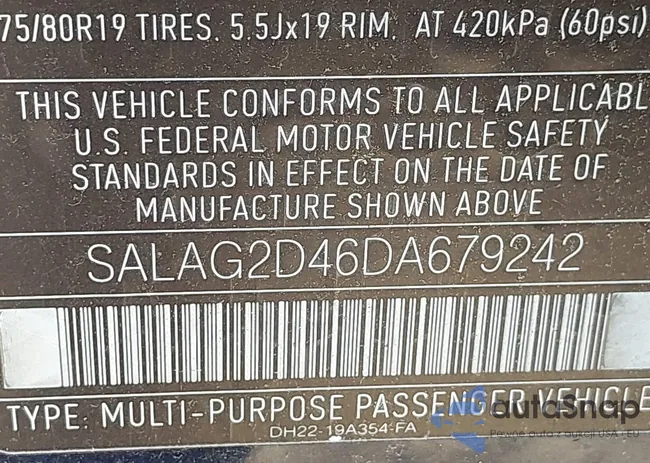 75/80R19 TIRES. 5.5Jx19 RIM, AT 420kPa (60psi)
THIS VEHICLE CONFORMS TO ALL APPLICABL
U.S. FEDERAL MOTOR VEHICLE SAFETY
STANDARDS IN EFFECT ON THE DATE OF
MANUFACTURE SHOWN ABOVE
SALAG2D46DA679242
TYPE: MULTI-PURPOSE PASSENGER VEHICLE
DH22-19A354-FA
autoSnap